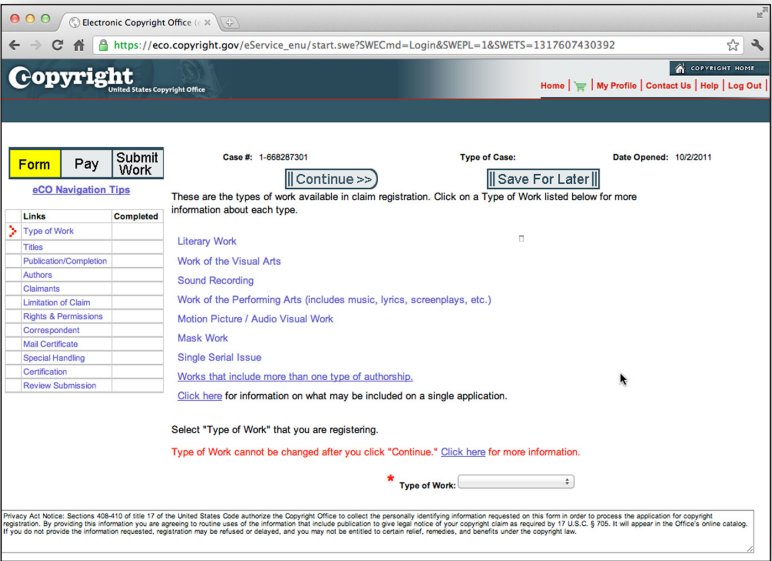 Electronic Copyright Office (
https://eco.copyright.gov/eService_enu/start.swe?SWECmd=Login&SWEPL=1&SWETS=1317607430392
COPYRIGHT HOME
Copyright
United States Copyright Office
Home | My Profile | Contact Us | Help | Log Out |
Form Pay Submit Work
Case #: 1-668287301 Type of Case: Date Opened: 10/2/2011
Continue >> Save For Later
eCO Navigation Tips
These are the types of work available in claim registration. Click on a Type of Work listed below for more
information about each type.
Links Completed
Type of Work
Titles
Publication/Completion
Authors
Claimants
Limitation of Claim
Rights & Permissions
Correspondent
Mail Certificate
Special Handling
Certification
Review Submission
Literary Work
Work of the Visual Arts
Sound Recording
Work of the Performing Arts (includes music, lyrics, screenplays, etc.)
Motion Picture / Audio Visual Work
Mask Work
Single Serial Issue
Works that include more than one type of authorship.
Click here for information on what may be included on a single application.
Select "Type of Work" that you are registering.
Type of Work cannot be changed after you click "Continue." Click here for more information.
* Type of Work:
Privacy Act Notice: Sections 408-410 of title 17 of the United States Code authorize the Copyright Office to collect the personally identifying information requested on this form in order to process the application for copyright
registration. By providing this information you are agreeing to routine uses of the information that include publication to give legal notice of your copyright claim as required by 17 U.S.C. § 705. It will appear in the Office's online catalog.
If you do not provide the information requested, registration may be refused or delayed, and you may not be entitled to certain relief, remedies, and benefits under the copyright law.